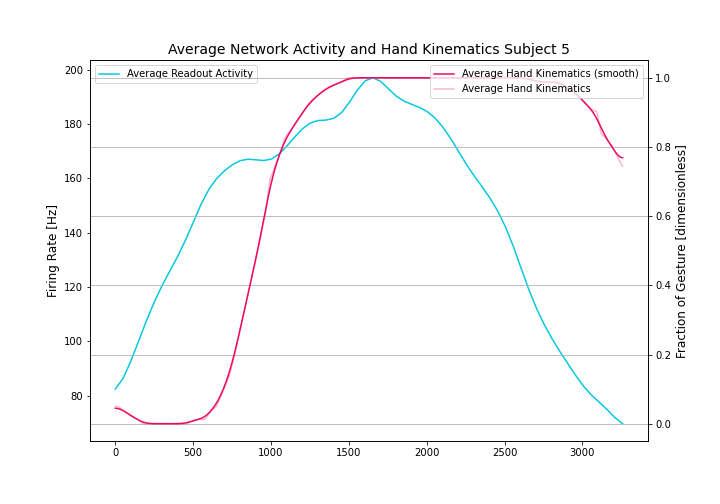 Average Network Activity and Hand Kinematics Subject 5
Average Readout Activity
Average Hand Kinematics (smooth)
Average Hand Kinematics
Firing Rate [Hz]
200
180
160
140
120
100
80
1.0
0.8
0.6
0.4
0.2
0.0
Fraction of Gesture [dimensionless]
0 500 1000 1500 2000 2500 3000